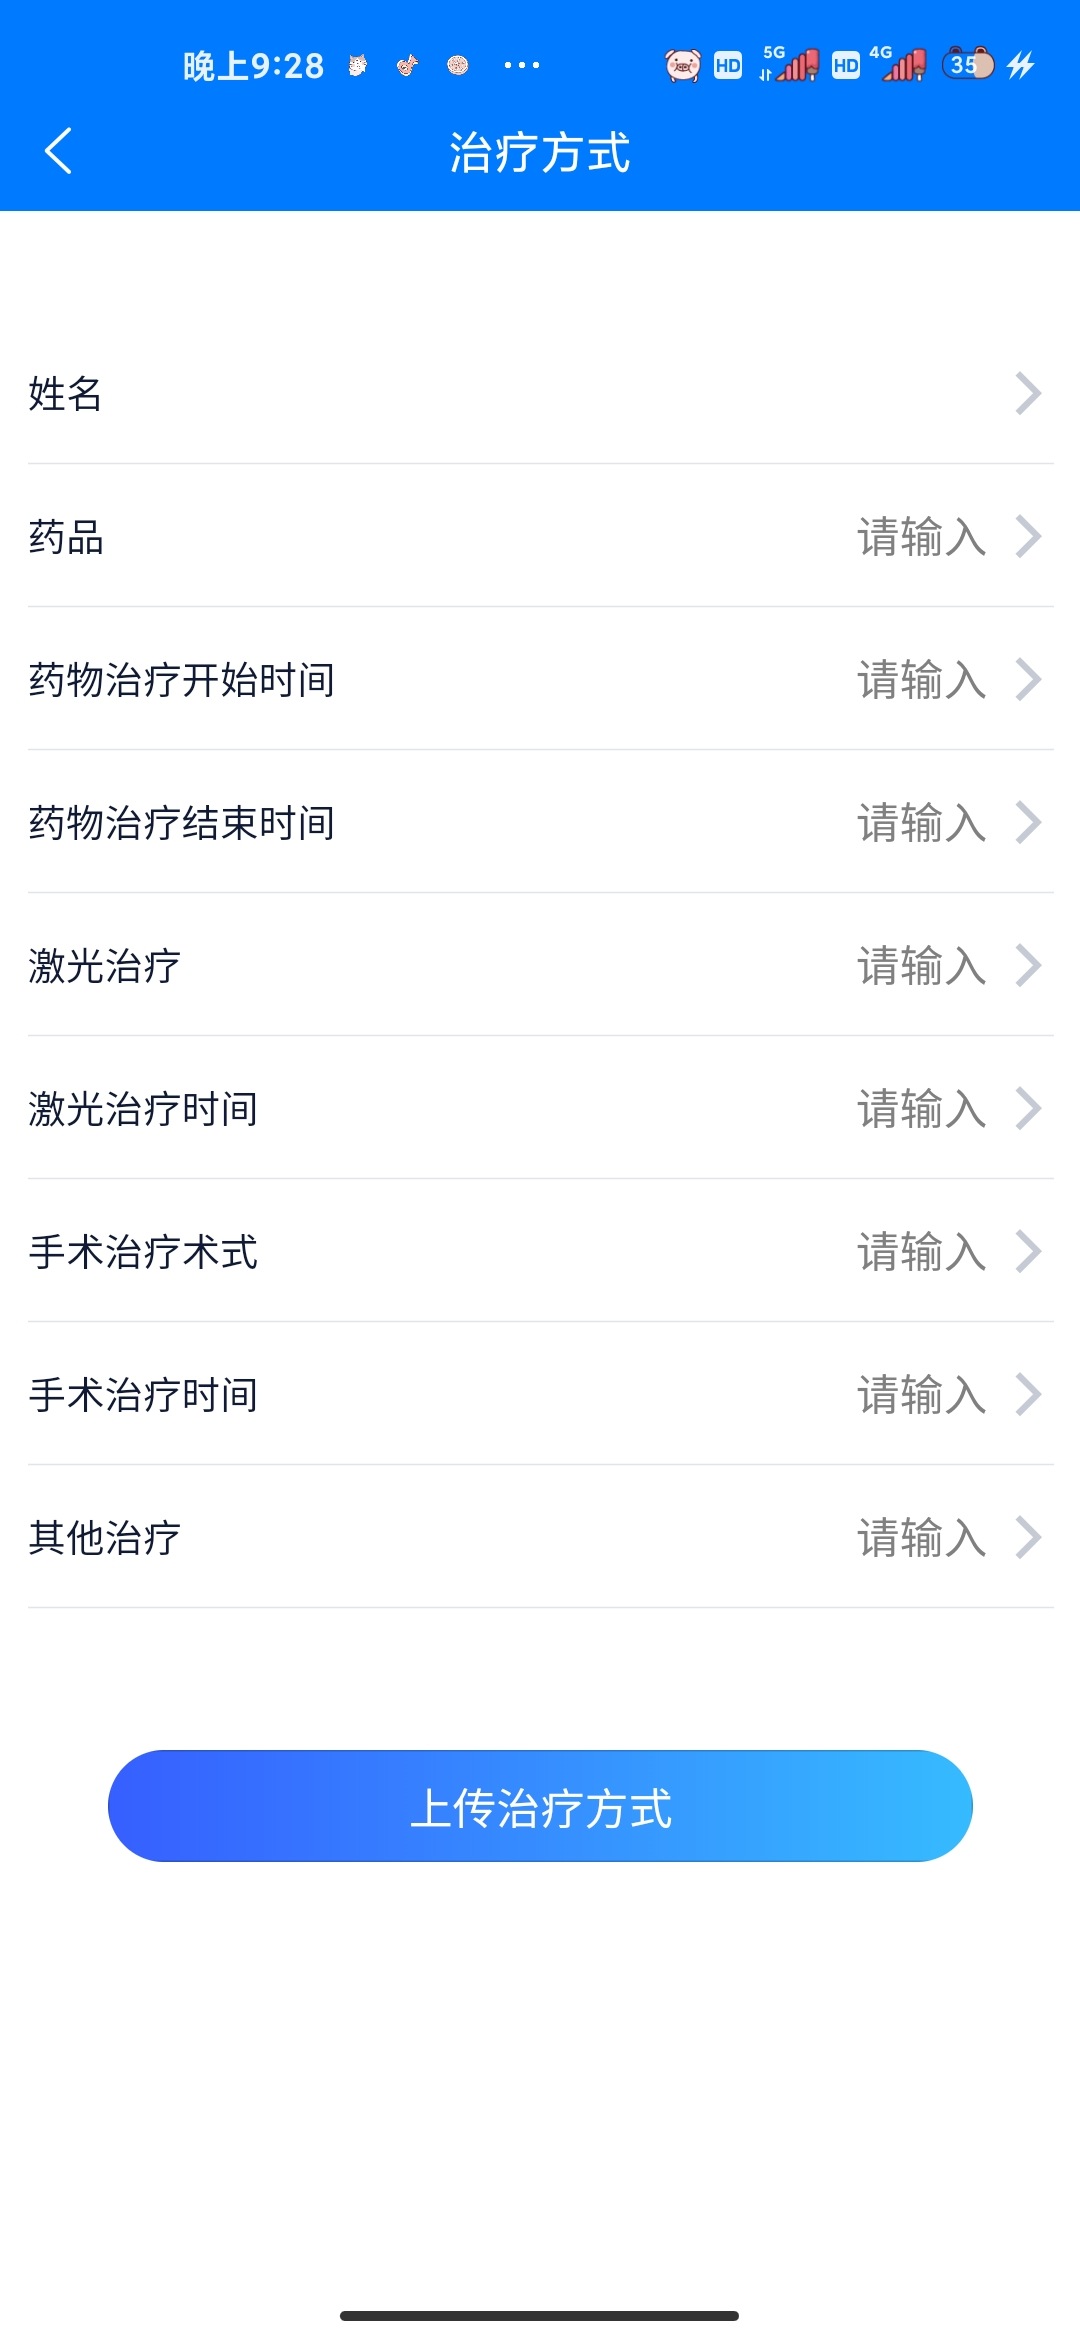 晚上9:28 HD 5G HD 4G 35
治疗方式
姓名
药品 请输入
药物治疗开始时间 请输入
药物治疗结束时间 请输入
激光治疗 请输入
激光治疗时间 请输入
手术治疗术式 请输入
手术治疗时间 请输入
其他治疗 请输入
上传治疗方式